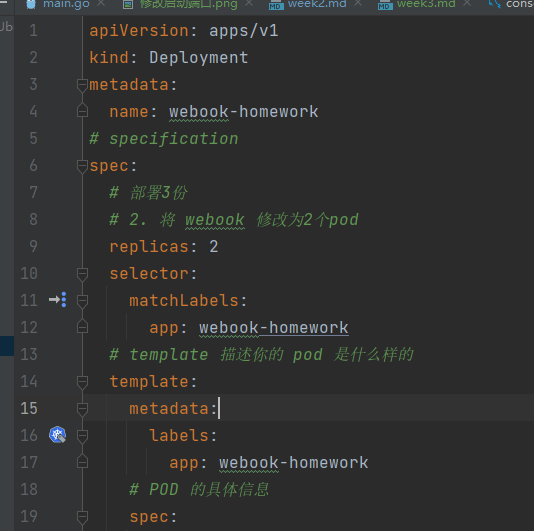 main.go 修改启动端口.png week2.md week3.md cons
Ub
1 apiVersion: apps/v1
2 kind: Deployment
3 metadata:
4 name: webook-homework
5 # specification
6 spec:
7 # 部署3份
8 # 2. 将 webook 修改为2个pod
9 replicas: 2
10 selector:
11 matchLabels:
12 app: webook-homework
13 # template 描述你的 pod 是什么样的
14 template:
15 metadata:
16 labels:
17 app: webook-homework
18 # POD 的具体信息
19 spec: